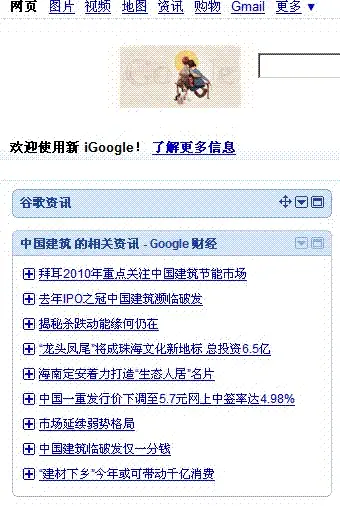 网页 图片 视频 地图 资讯 购物 Gmail 更多 ▼
Google
欢迎使用新 iGoogle！ 了解更多信息
谷歌资讯
中国建筑 的相关资讯 - Google 财经
拜耳2010年重点关注中国建筑节能市场
去年IPO之冠中国建筑濒临破发
揭秘杀跌动能缘何仍在
“龙头凤尾”将成珠海文化新地标 总投资6.5亿
海南定安着力打造“生态人居”名片
中国一重发行价下调至5.7元网上中签率达4.98%
市场延续弱势格局
中国建筑临破发仅一分钱
“建材下乡”今年或可带动千亿消费